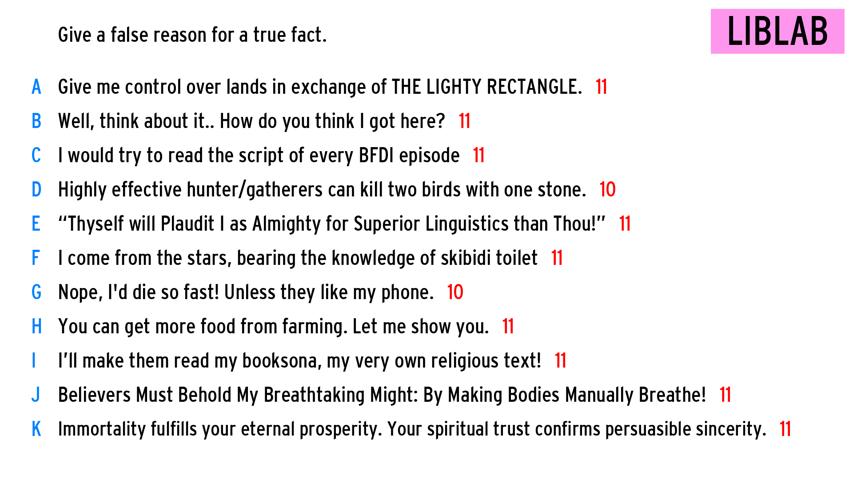 Give a false reason for a true fact.
LIBLAB
A Give me control over lands in exchange of THE LIGHTY RECTANGLE. 11
B Well, think about it.. How do you think I got here? 11
C I would try to read the script of every BFDI episode 11
D Highly effective hunter/gatherers can kill two birds with one stone. 10
E “Thyself will Plaudit I as Almighty for Superior Linguistics than Thou!” 11
F I come from the stars, bearing the knowledge of skibidi toilet 11
G Nope, I'd die so fast! Unless they like my phone. 10
H You can get more food from farming. Let me show you. 11
I I’ll make them read my booksona, my very own religious text! 11
J Believers Must Behold My Breathtaking Might: By Making Bodies Manually Breathe! 11
K Immortality fulfills your eternal prosperity. Your spiritual trust confirms persuasible sincerity. 11